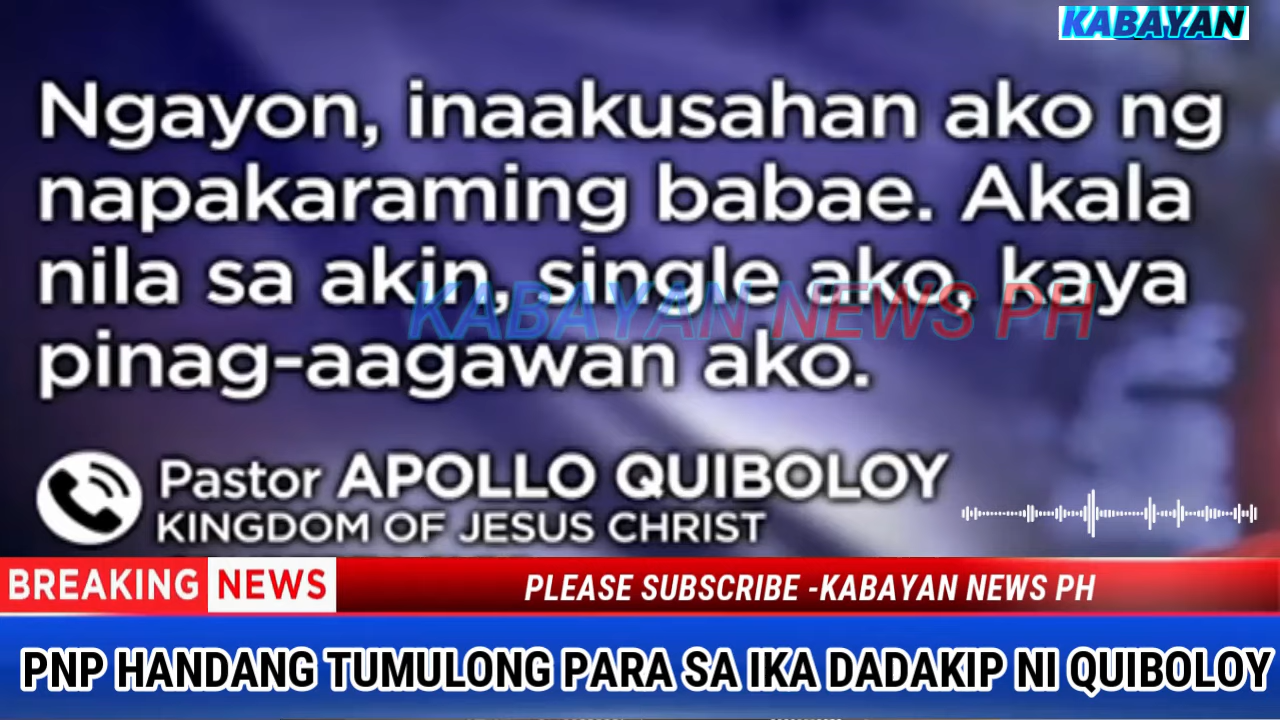 KABAYAN
Ngayon, inaakusahan ako ng
napakaraming babae. Akala
nila sa akin, single ako, kaya
KABAYAN NEWS PH
pinag-aagawan ako.
Pastor APOLLO QUIBOLOY
KINGDOM OF JESUS CHRIST
BREAKING NEWS
PLEASE SUBSCRIBE -KABAYAN NEWS PH
PNP HANDANG TUMULONG PARA SA IKA DADAKIP NI QUIBOLOY